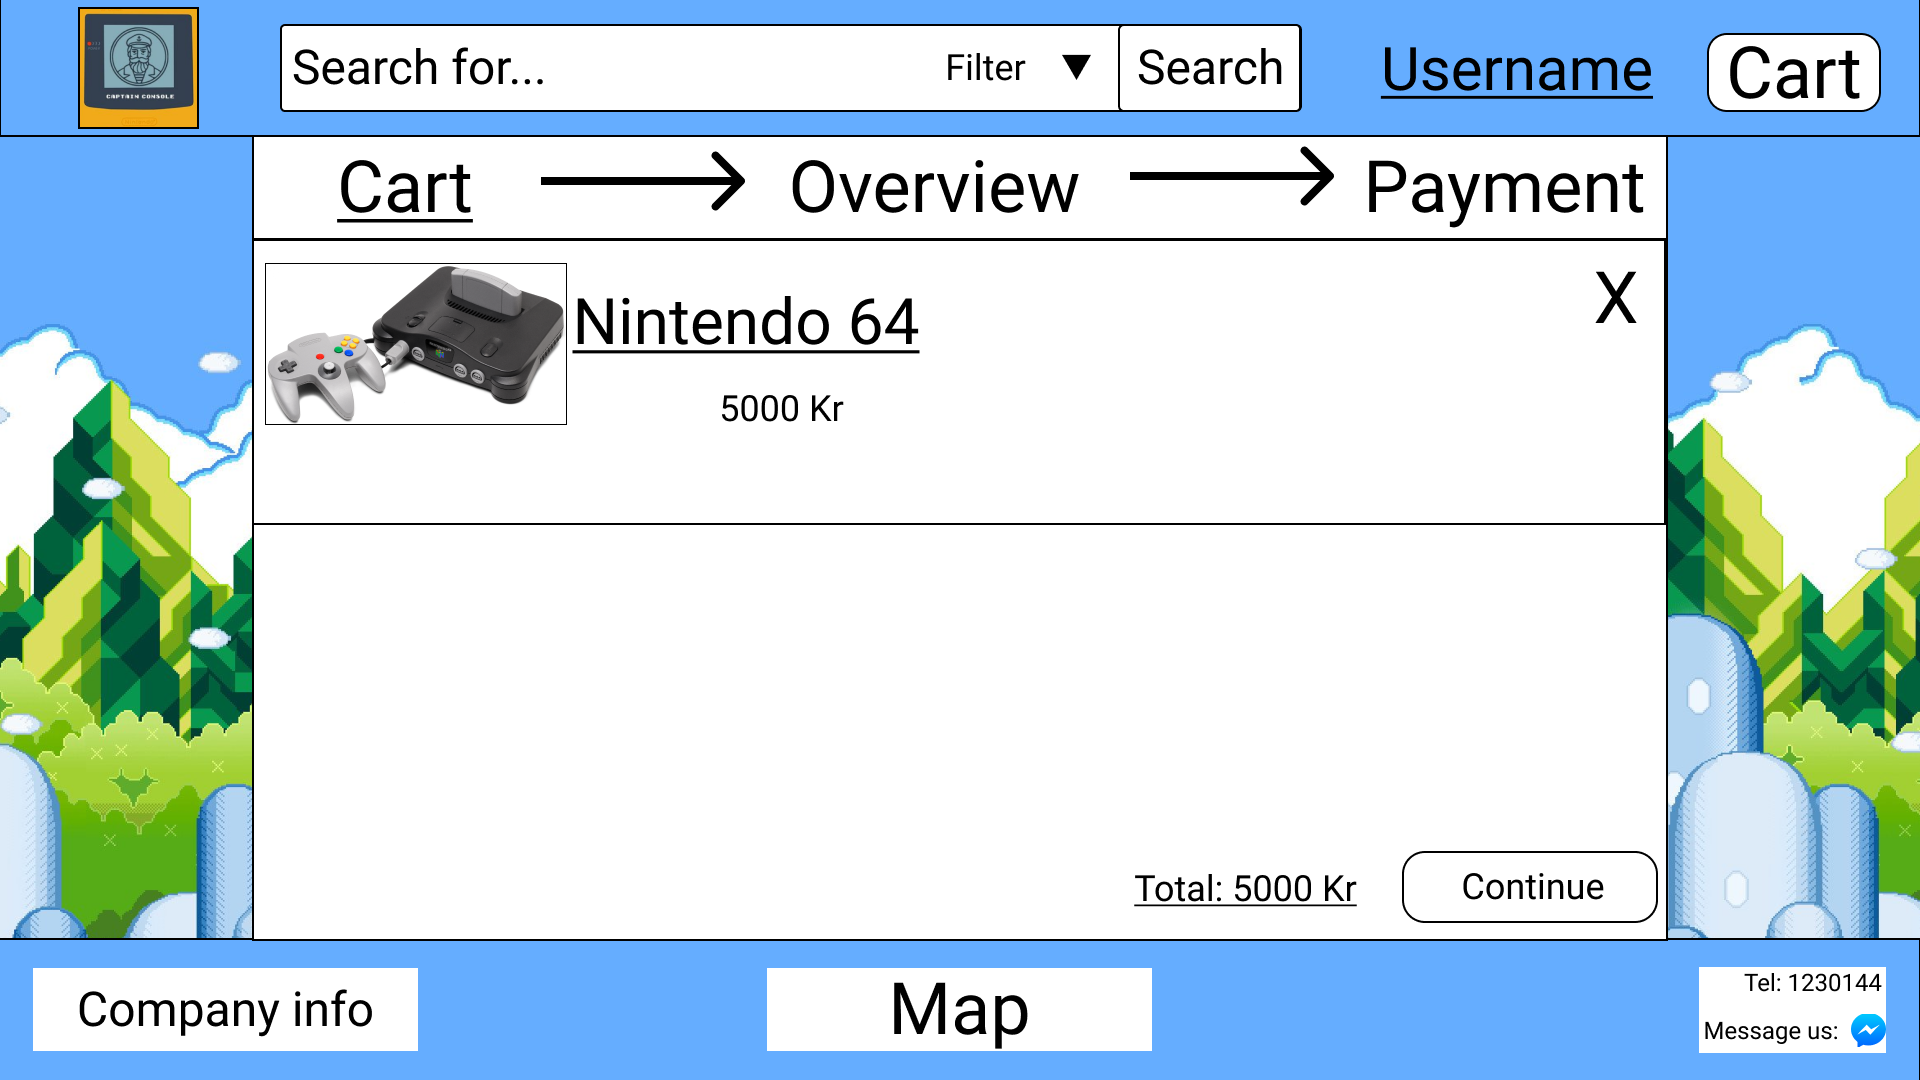 CAPTAIN CONSOLE
Search for...
Filter
Search
Username
Cart
Cart
Overview
Payment
Nintendo 64
X
5000 Kr
Total: 5000 Kr
Continue
Company info
Map
Tel: 1230144
Message us: